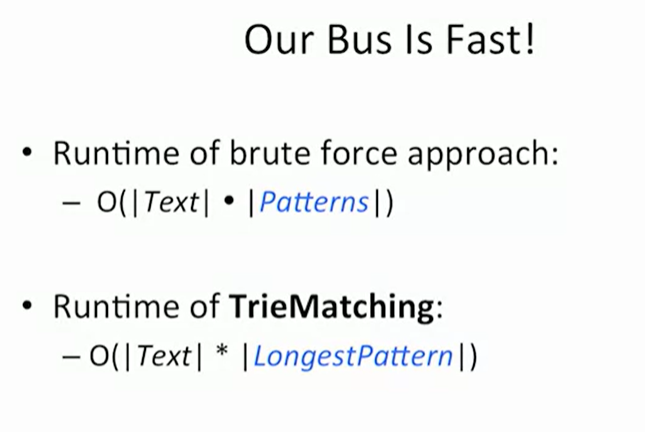 Our Bus Is Fast!
• Runtime of brute force approach:
– O(|Text| • |Patterns|)
• Runtime of TrieMatching:
– O(|Text| * |LongestPattern|)